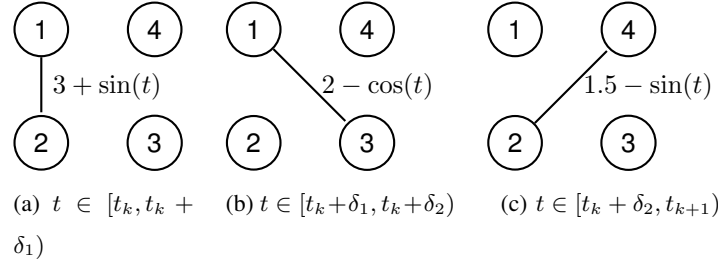 1 4 1 4 1 4
3 + sin(t) 2 − cos(t) 1.5 − sin(t)
2 3 2 3 2 3
(a) t ∈ [t_k, t_k + (b) t ∈ [t_k+δ_1, t_k+δ_2) (c) t ∈ [t_k + δ_2, t_{k+1})
δ_1)